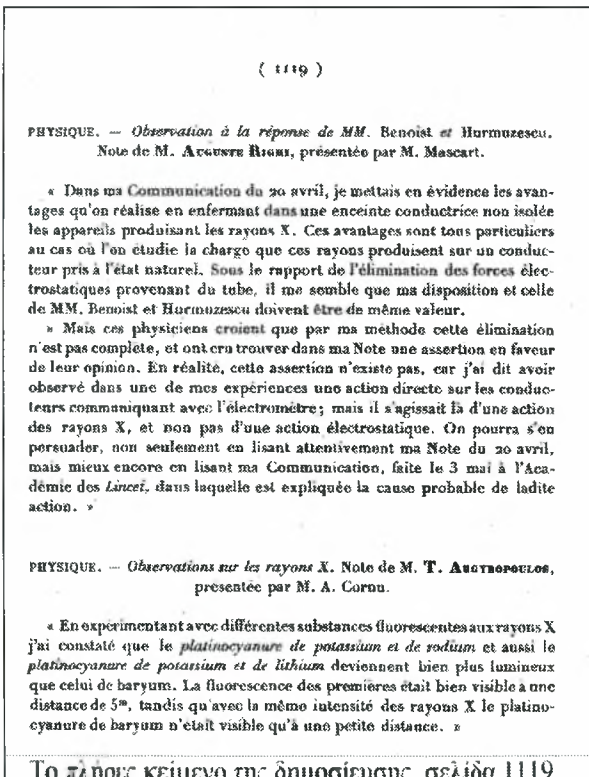 ( 1119 )
PHYSIQUE. — Observation à la réponse de MM. Benoist et Hurmuzescu.
Note de M. AUGUSTE RIGHI, présentée par M. Mascart.
« Dans ma Communication du 20 avril, je mettais en évidence les avan-
tages qu'on réalise en enfermant dans une enceinte conductrice non isolée
les appareils produisant les rayons X. Ces avantages sont tous particuliers
au cas où l'on étudie la charge que ces rayons produisent sur un conduc-
teur pris à l'état naturel. Sous le rapport de l'élimination des forces élec-
trostatiques provenant du tube, il me semble que ma disposition et celle
de MM. Benoist et Hurmuzescu doivent être de même valeur.
» Mais ces physiciens croient que par ma méthode cette élimination
n'est pas complète, et ont cru trouver dans ma Note une assertion en faveur
de leur opinion. En réalité, cette assertion n'existe pas, car j'ai dit avoir
observé dans une de mes expériences une action directe sur les conduc-
teurs communiquant avec l'électromètre; mais il s'agissait là d'une action
des rayons X, et non pas d'une action électrostatique. On pourra s'en
persuader, non seulement en lisant attentivement ma Note du 20 avril,
mais mieux encore en lisant ma Communication, faite le 3 mai à l'Aca-
démie des Lincei, dans laquelle est expliquée la cause probable de ladite
action. »
PHYSIQUE. — Observations sur les rayons X. Note de M. T. ARGYROPOULOS,
présentée par M. A. Cornu.
« En expérimentant avec différentes substances fluorescentes aux rayons X
j'ai constaté que le platinocyanure de potassium et de sodium et aussi le
platinocyanure de potassium et de lithium deviennent bien plus lumineux
que celui de baryum. La fluorescence des premières était bien visible à une
distance de 5m, tandis qu'avec la même intensité des rayons X le platino-
cyanure de baryum n'était visible qu'à une petite distance. »
Το πλήρες κείμενο της δημοσίευσης, σελίδα 1119